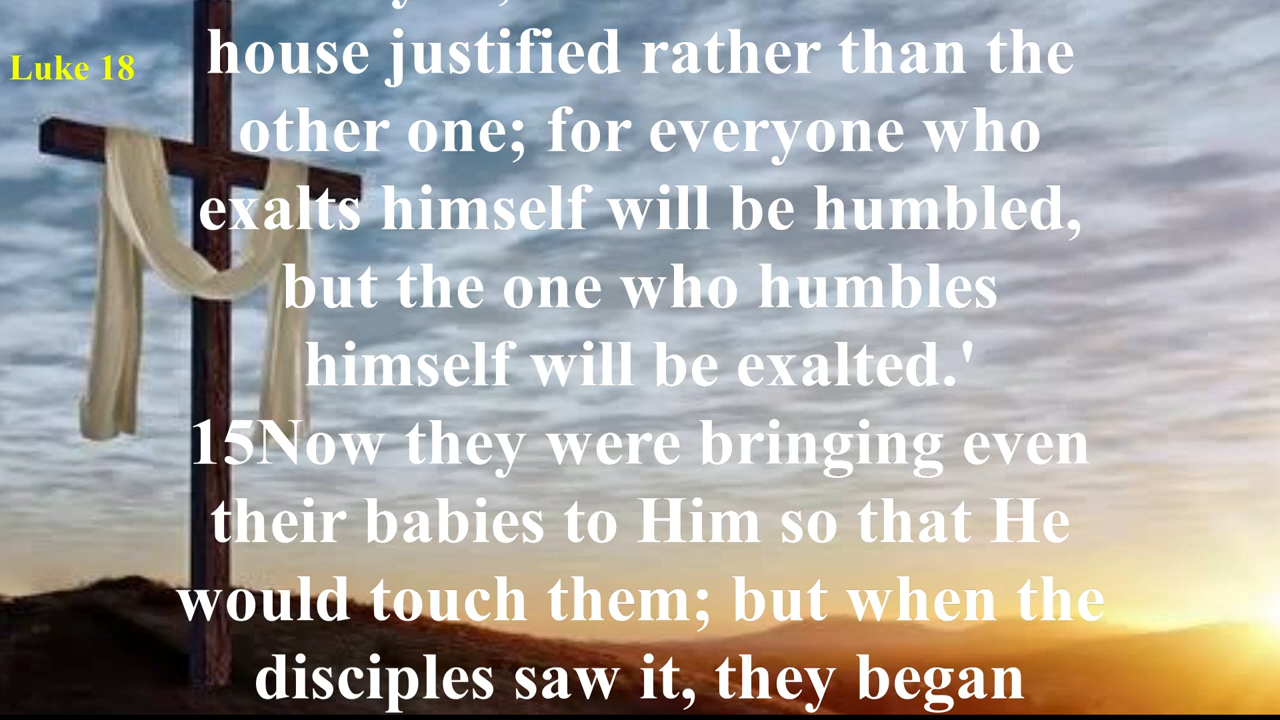 Luke 18
house justified rather than the
other one; for everyone who
exalts himself will be humbled,
but the one who humbles
himself will be exalted.'
15Now they were bringing even
their babies to Him so that He
would touch them; but when the
disciples saw it, they began